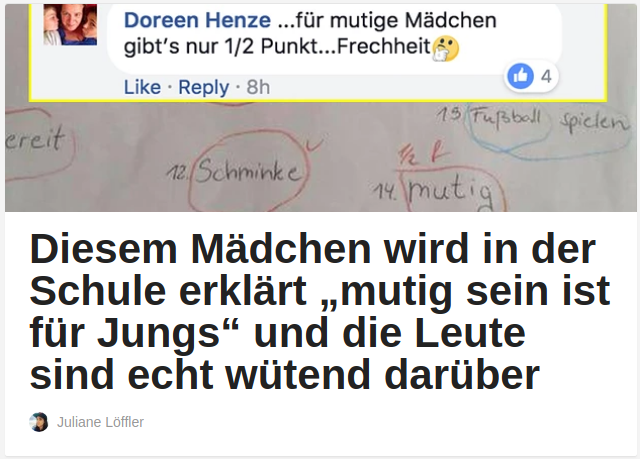 Doreen Henze ...für mutige Mädchen
gibt's nur 1/2 Punkt...Frechheit🤔
Like · Reply · 8h
4
13 Fußball spielen
ereit
12. Schminke
1/2 P
14. mutig
Diesem Mädchen wird in der
Schule erklärt „mutig sein ist
für Jungs“ und die Leute
sind echt wütend darüber
Juliane Löffler